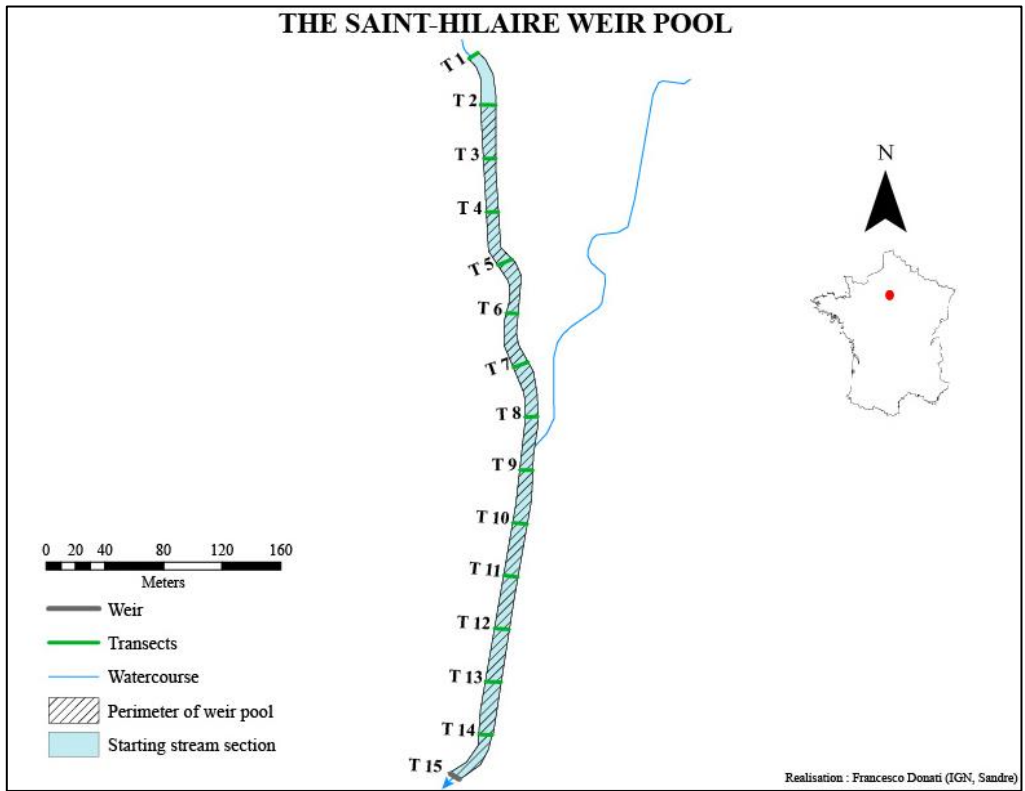 THE SAINT-HILAIRE WEIR POOL
T 1
T 2
T 3
T 4
T 5
T 6
T 7
T 8
T 9
T 10
T 11
T 12
T 13
T 14
T 15
N
0 20 40 80 120 160
Meters
Weir
Transects
Watercourse
Perimeter of weir pool
Starting stream section
Realisation : Francesco Donati (IGN, Sandre)